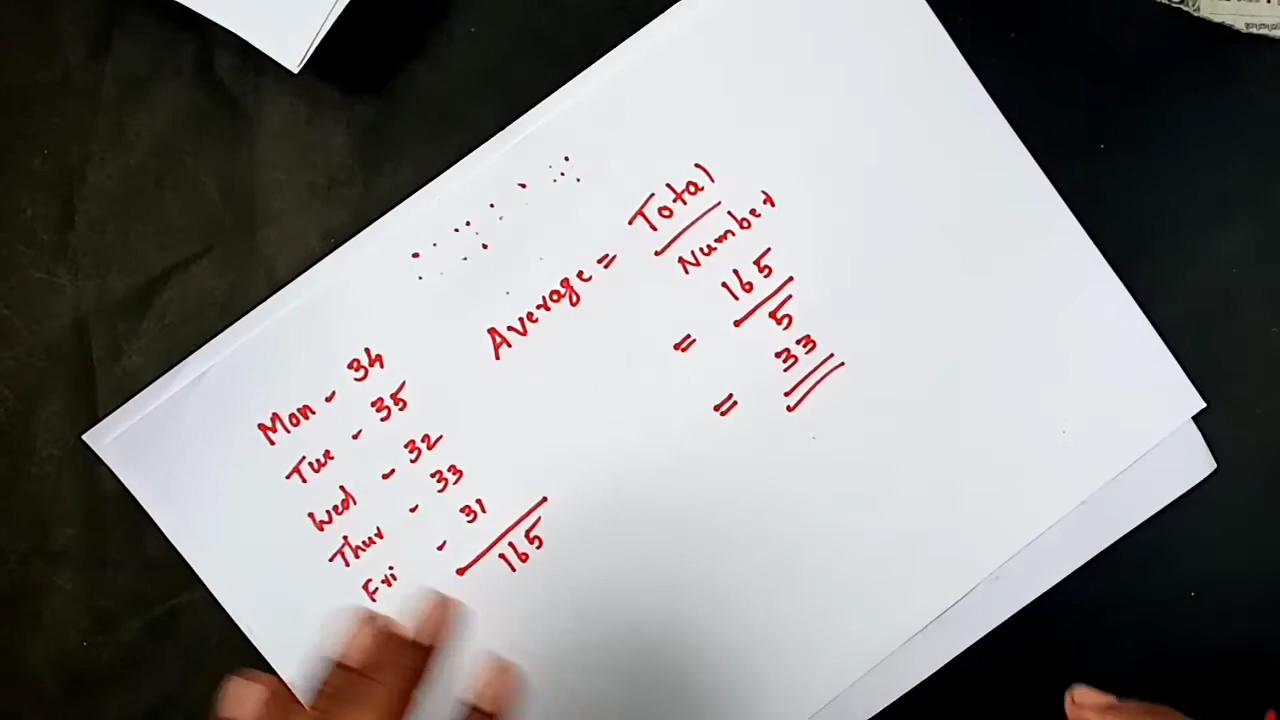 Mon - 34
Tue - 35
Wed - 32
Thur - 33
Fri - 31
165
Average = Total
Number
= 165
5
= 33